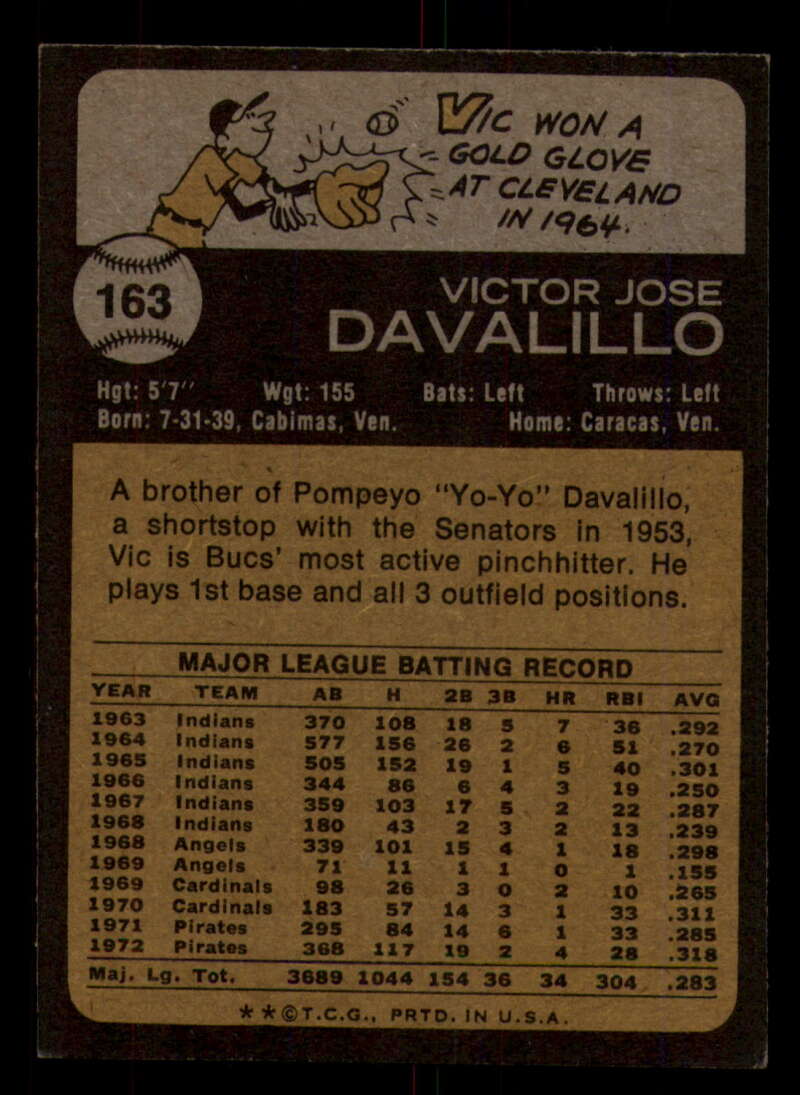 VIC WON A
GOLD GLOVE
AT CLEVELAND
IN 1964.
163
VICTOR JOSE
DAVALILLO
Hgt: 5'7" Wgt: 155 Bats: Left Throws: Left
Born: 7-31-39, Cabimas, Ven. Home: Caracas, Ven.
A brother of Pompeyo "Yo-Yo" Davalillo,
a shortstop with the Senators in 1953,
Vic is Bucs' most active pinchhitter. He
plays 1st base and all 3 outfield positions.
MAJOR LEAGUE BATTING RECORD
YEAR TEAM AB H 2B 3B HR RBI AVG
1963 Indians 370 108 18 5 7 36 .292
1964 Indians 577 156 26 2 6 51 .270
1965 Indians 505 152 19 1 5 40 .301
1966 Indians 344 86 6 4 3 19 .250
1967 Indians 359 103 17 5 2 22 .287
1968 Indians 180 43 2 3 2 13 .239
1968 Angels 339 101 15 4 1 18 .298
1969 Angels 71 11 1 1 0 1 .155
1969 Cardinals 98 26 3 0 2 10 .265
1970 Cardinals 183 57 14 3 1 33 .311
1971 Pirates 295 84 14 6 1 33 .285
1972 Pirates 368 117 19 2 4 28 .318
Maj. Lg. Tot. 3689 1044 154 36 34 304 .283
**©T.C.G., PRTD. IN U.S.A.